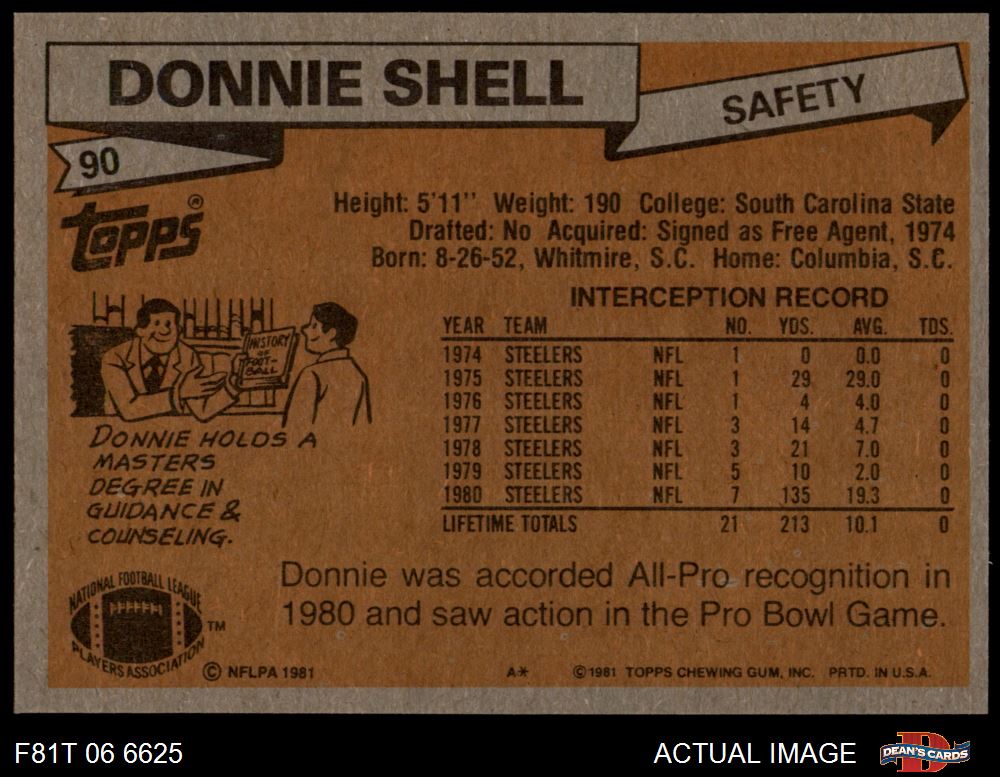 DONNIE SHELL
SAFETY
90
TOPPS®
Height: 5'11'' Weight: 190 College: South Carolina State
Drafted: No Acquired: Signed as Free Agent, 1974
Born: 8-26-52, Whitmire, S.C. Home: Columbia, S.C.
HISTORY
OF
FOOT-
BALL
DONNIE HOLDS A
MASTERS
DEGREE IN
GUIDANCE &
COUNSELING.
INTERCEPTION RECORD
YEAR TEAM NO. YDS. AVG. TDS.
1974 STEELERS NFL 1 0 0.0 0
1975 STEELERS NFL 1 29 29.0 0
1976 STEELERS NFL 1 4 4.0 0
1977 STEELERS NFL 3 14 4.7 0
1978 STEELERS NFL 3 21 7.0 0
1979 STEELERS NFL 5 10 2.0 0
1980 STEELERS NFL 7 135 19.3 0
LIFETIME TOTALS 21 213 10.1 0
Donnie was accorded All-Pro recognition in
1980 and saw action in the Pro Bowl Game.
NATIONAL FOOTBALL LEAGUE
PLAYERS ASSOCIATION
TM
© NFLPA 1981
A* © 1981 TOPPS CHEWING GUM, INC. PRTD. IN U.S.A.
F81T 06 6625
ACTUAL IMAGE
D
DEAN'S CARDS